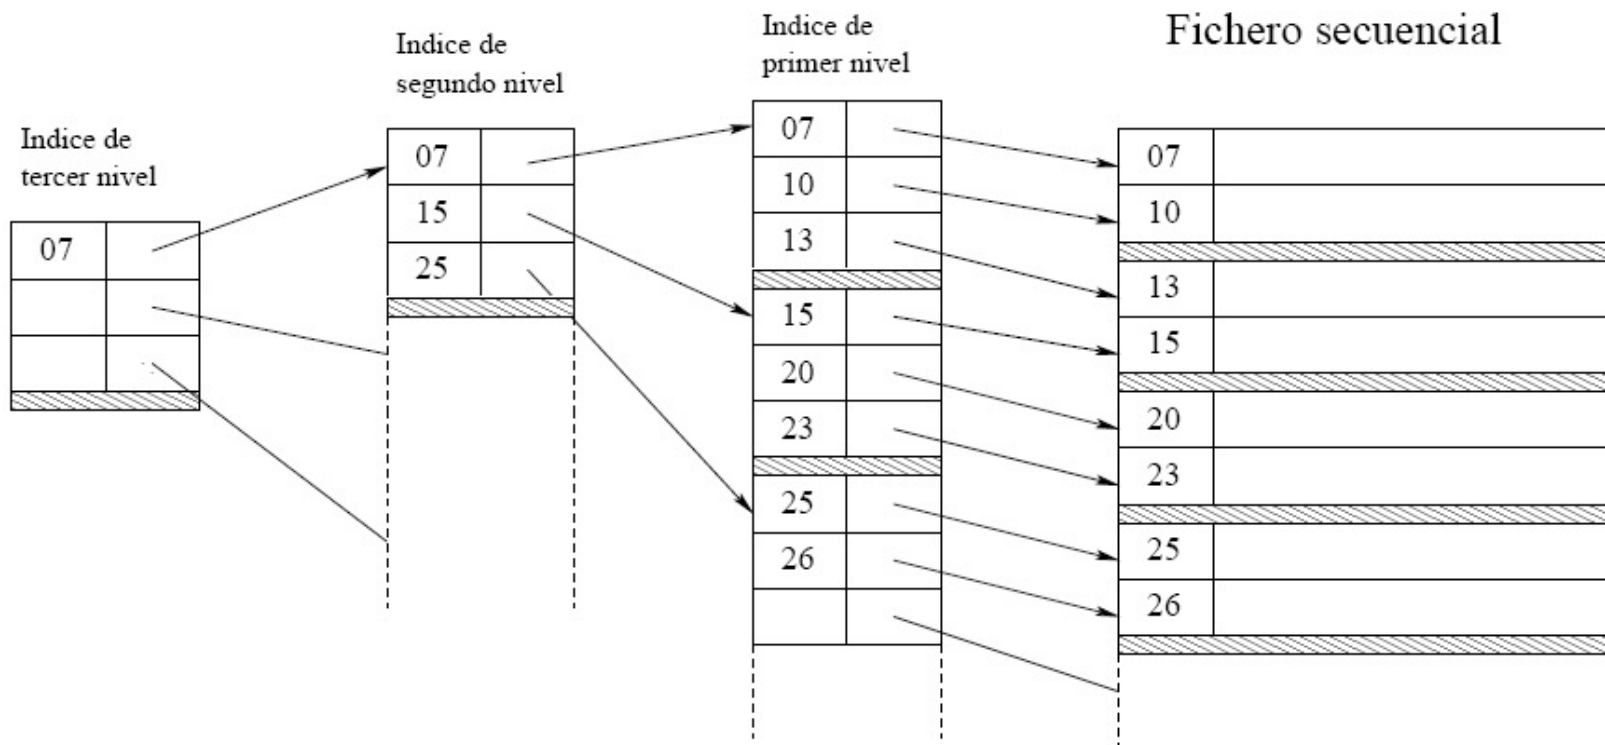 Indice de
tercer nivel
07
Indice de
segundo nivel
07
15
25
Indice de
primer nivel
07
10
13
15
20
23
25
26
Fichero secuencial
07
10
13
15
20
23
25
26